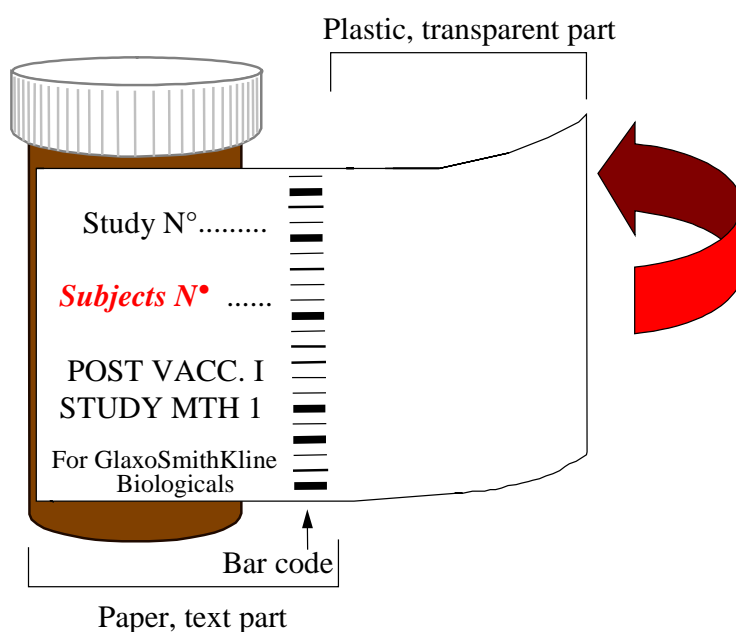 Plastic, transparent part
Study N°.........
Subjects N• ......
POST VACC. I
STUDY MTH 1
For GlaxoSmithKline
Biologicals
Bar code
Paper, text part